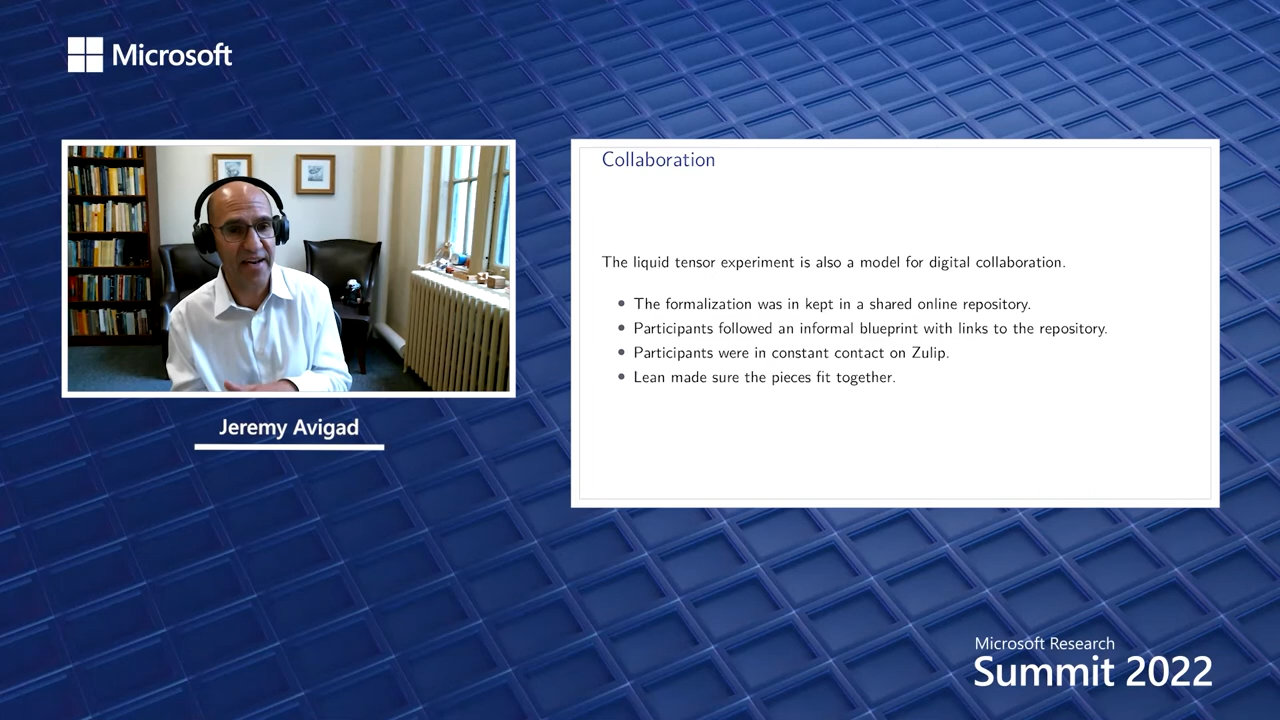 Microsoft
Collaboration
The liquid tensor experiment is also a model for digital collaboration.
• The formalization was in kept in a shared online repository.
• Participants followed an informal blueprint with links to the repository.
• Participants were in constant contact on Zulip.
• Lean made sure the pieces fit together.
Jeremy Avigad
Microsoft Research
Summit 2022